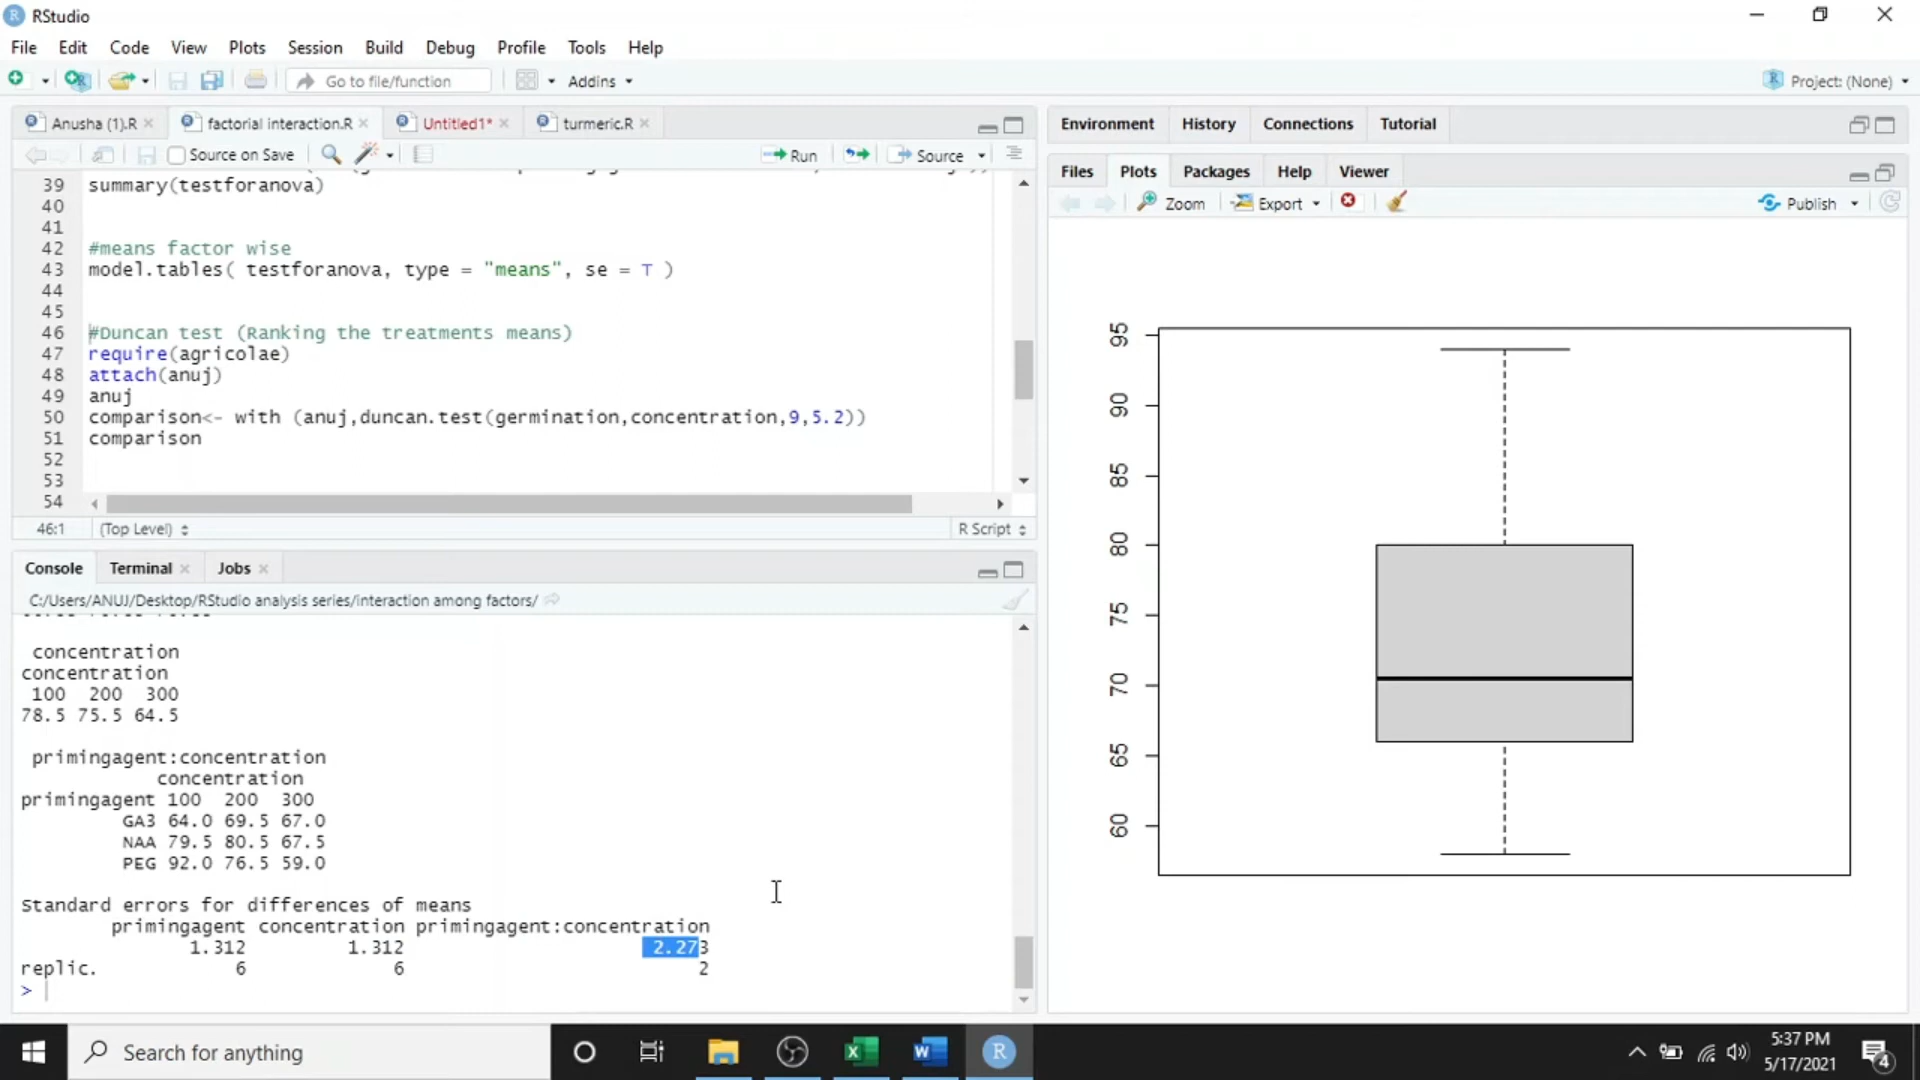 RStudio
File Edit Code View Plots Session Build Debug Profile Tools Help
Go to file/function Addins Project: (None)
Anusha (1).R factorial interaction.R Untitled1* turmeric.R
Source on Save Run Source
39 summary(testforanova)
40
41
42 #means factor wise
43 model.tables( testforanova, type = "means", se = T )
44
45
46 #Duncan test (Ranking the treatments means)
47 require(agricolae)
48 attach(anuj)
49 anuj
50 comparison<- with (anuj,duncan.test(germination,concentration,9,5.2))
51 comparison
52
53
54
46:1 (Top Level) R Script
Console Terminal Jobs
C:/Users/ANUJ/Desktop/RStudio analysis series/interaction among factors/
concentration
concentration
100 200 300
78.5 75.5 64.5
primingagent:concentration
concentration
primingagent 100 200 300
GA3 64.0 69.5 67.0
NAA 79.5 80.5 67.5
PEG 92.0 76.5 59.0
Standard errors for differences of means
primingagent concentration primingagent:concentration
1.312 1.312 2.273
replic. 6 6 2
>
Environment History Connections Tutorial
Files Plots Packages Help Viewer
Zoom Export Publish
95
90
85
80
75
70
65
60
Search for anything
5:37 PM
5/17/2021
4